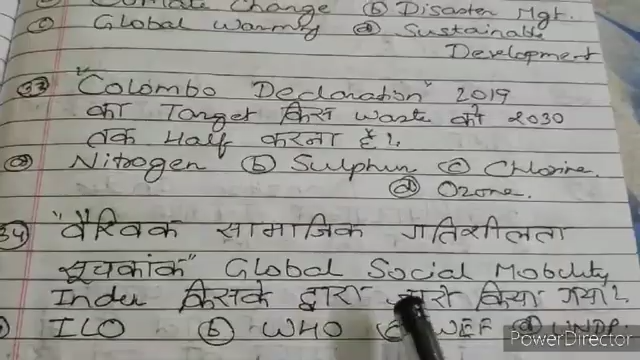 Climate Change (b) Disaster Mgt.
(c) Global Warming (d) Sustainable
Development
(33) "Colombo Declaration" 2019
का Target किस Waste को 2030
तक Half करना है?
(a) Nitrogen (b) Sulphur (c) Chlorine.
(d) Ozone.
(34) "वैश्विक सामाजिक गतिशीलता
सूचकांक" Global Social Mobility
Index किसके द्वारा जारी किया गया?
ILO (b) WHO (c) WEF (d) UNDP.
PowerDirector